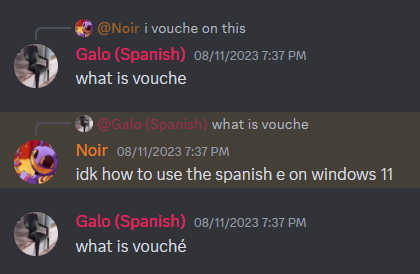 @Noir i vouche on this
Galo (Spanish) 08/11/2023 7:37 PM
what is vouche
@Galo (Spanish) what is vouche
Noir 08/11/2023 7:37 PM
idk how to use the spanish e on windows 11
Galo (Spanish) 08/11/2023 7:37 PM
what is vouché